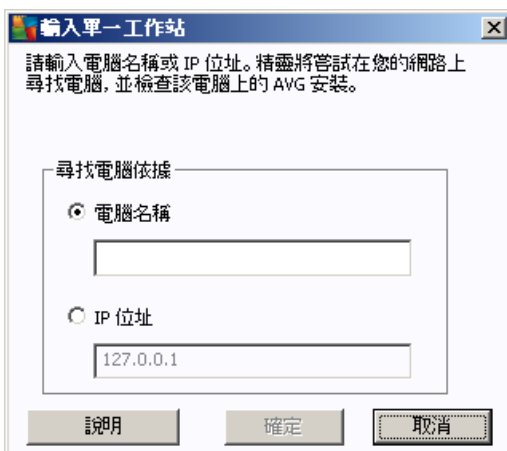 輸入單一工作站
請輸入電腦名稱或 IP 位址。精靈將嘗試在您的網路上
尋找電腦, 並檢查該電腦上的 AVG 安裝。
尋找電腦依據
電腦名稱
IP 位址
127.0.0.1
說明
確定
取消